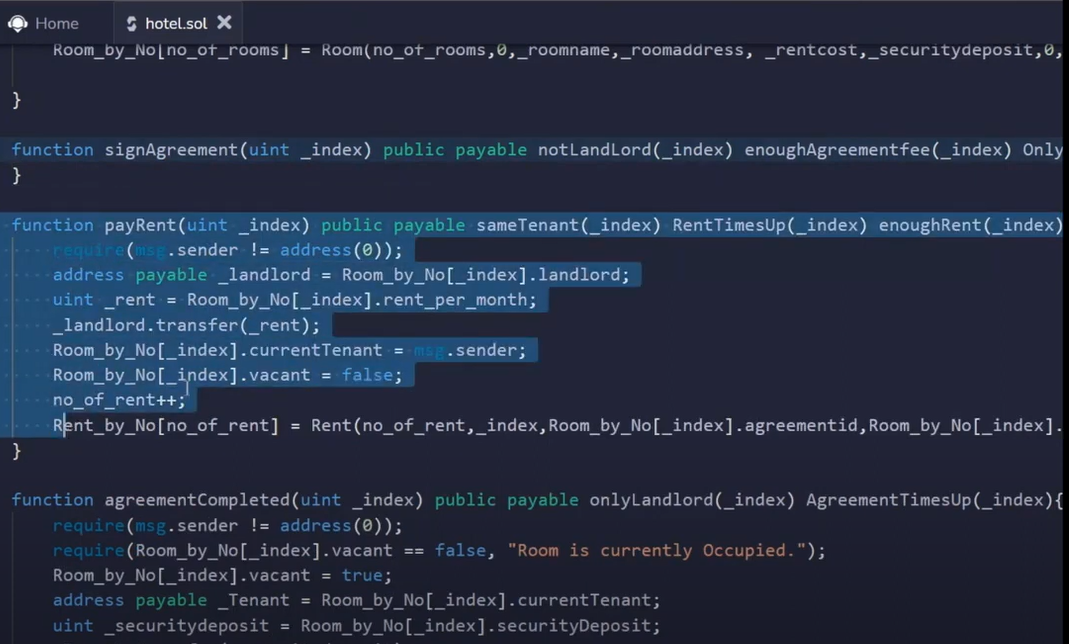 Home
hotel.sol
Room_by_No[no_of_rooms] = Room(no_of_rooms,0,_roomname,_roomaddress, _rentcost,_securitydeposit,0,
}
function signAgreement(uint _index) public payable notLandLord(_index) enoughAgreementfee(_index) Only
}
function payRent(uint _index) public payable sameTenant(_index) RentTimesUp(_index) enoughRent(_index)
require(msg.sender != address(0));
address payable _landlord = Room_by_No[_index].landlord;
uint _rent = Room_by_No[_index].rent_per_month;
_landlord.transfer(_rent);
Room_by_No[_index].currentTenant = msg.sender;
Room_by_No[_index].vacant = false;
no_of_rent++;
Rent_by_No[no_of_rent] = Rent(no_of_rent,_index,Room_by_No[_index].agreementid,Room_by_No[_index].
}
function agreementCompleted(uint _index) public payable onlyLandlord(_index) AgreementTimesUp(_index){
require(msg.sender != address(0));
require(Room_by_No[_index].vacant == false, "Room is currently Occupied.");
Room_by_No[_index].vacant = true;
address payable _Tenant = Room_by_No[_index].currentTenant;
uint _securitydeposit = Room_by_No[_index].securityDeposit;